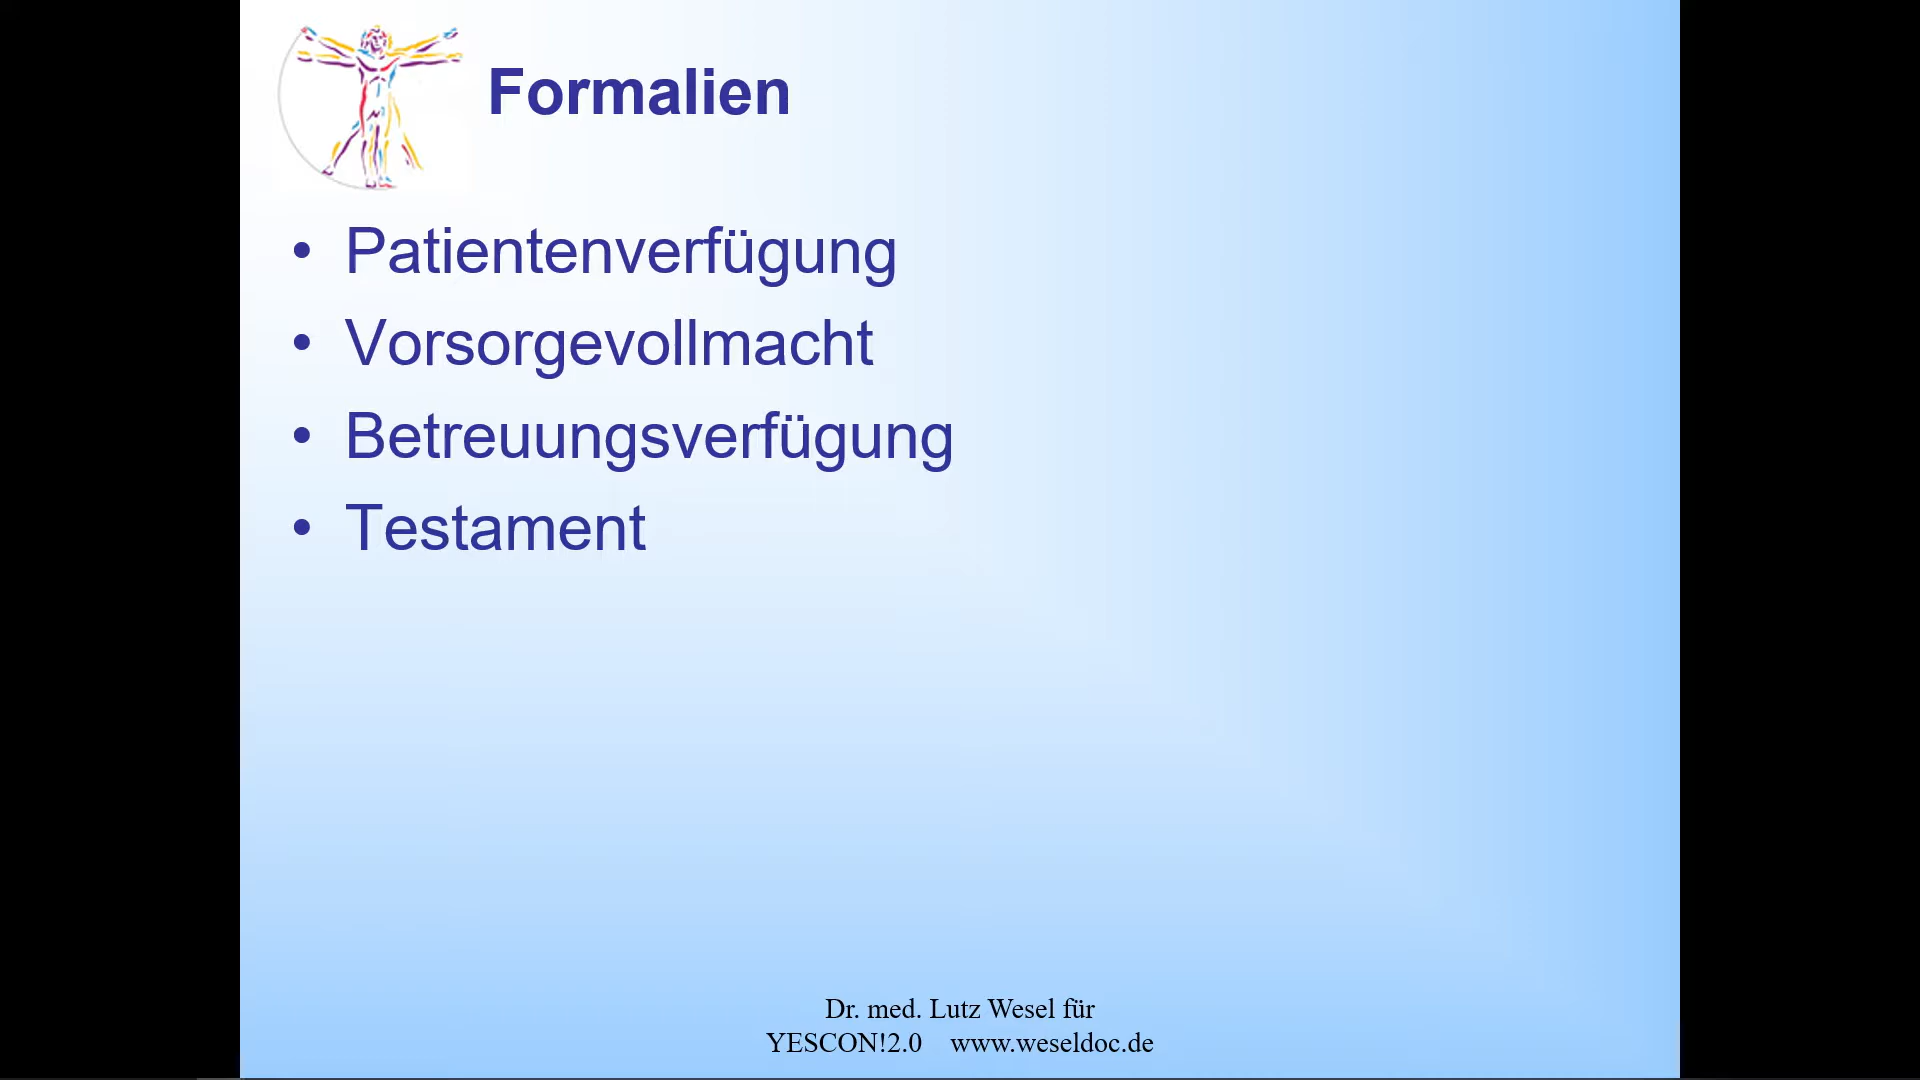 Formalien
• Patientenverfügung
• Vorsorgevollmacht
• Betreuungsverfügung
• Testament
Dr. med. Lutz Wesel für
YESCON!2.0 www.weseldoc.de